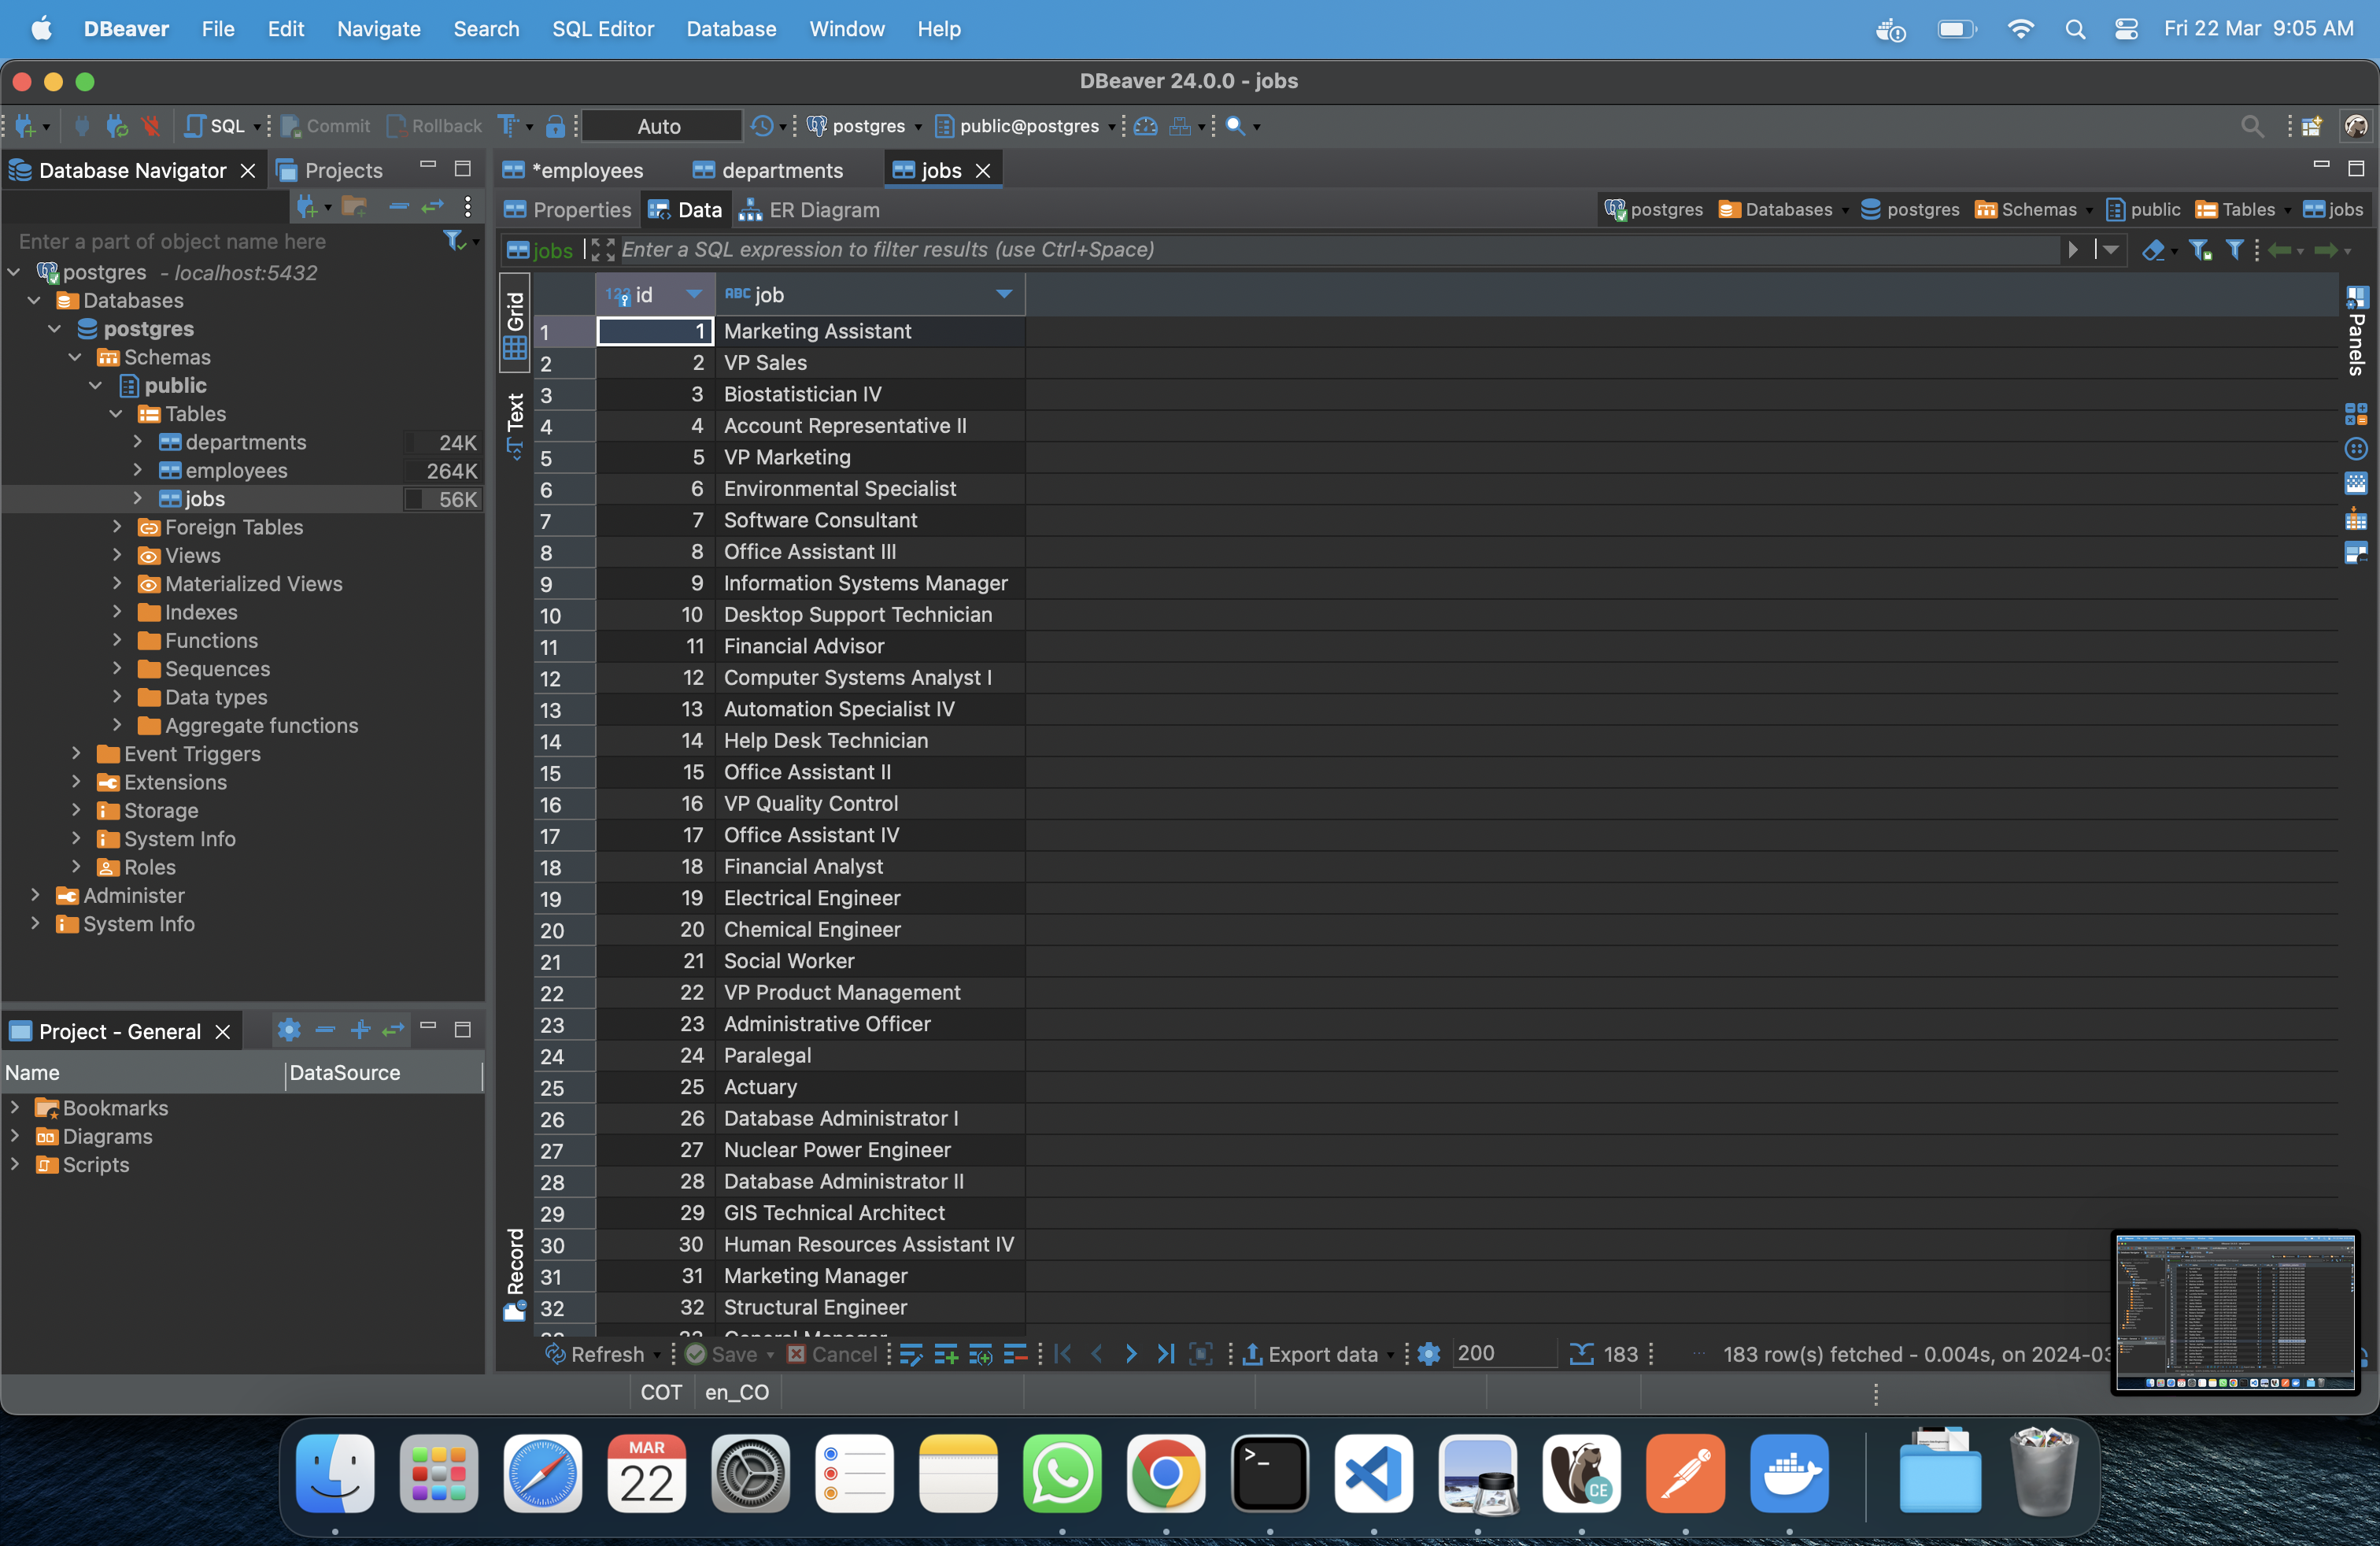 DBeaver File Edit Navigate Search SQL Editor Database Window Help Fri 22 Mar 9:05 AM
DBeaver 24.0.0 - jobs
SQL Commit Rollback Auto postgres public@postgres
Database Navigator Projects
*employees departments jobs
Properties Data ER Diagram postgres Databases postgres Schemas public Tables jobs
Enter a part of object name here
jobs Enter a SQL expression to filter results (use Ctrl+Space)
postgres - localhost:5432
Databases
postgres
Schemas
public
Tables
departments 24K
employees 264K
jobs 56K
Foreign Tables
Views
Materialized Views
Indexes
Functions
Sequences
Data types
Aggregate functions
Event Triggers
Extensions
Storage
System Info
Roles
Administer
System Info
Project - General
Name DataSource
Bookmarks
Diagrams
Scripts
Grid
Text
Record
Panels
123 id ABC job
1 1 Marketing Assistant
2 2 VP Sales
3 3 Biostatistician IV
4 4 Account Representative II
5 5 VP Marketing
6 6 Environmental Specialist
7 7 Software Consultant
8 8 Office Assistant III
9 9 Information Systems Manager
10 10 Desktop Support Technician
11 11 Financial Advisor
12 12 Computer Systems Analyst I
13 13 Automation Specialist IV
14 14 Help Desk Technician
15 15 Office Assistant II
16 16 VP Quality Control
17 17 Office Assistant IV
18 18 Financial Analyst
19 19 Electrical Engineer
20 20 Chemical Engineer
21 21 Social Worker
22 22 VP Product Management
23 23 Administrative Officer
24 24 Paralegal
25 25 Actuary
26 26 Database Administrator I
27 27 Nuclear Power Engineer
28 28 Database Administrator II
29 29 GIS Technical Architect
30 30 Human Resources Assistant IV
31 31 Marketing Manager
32 32 Structural Engineer
Refresh Save Cancel Export data 200 183 183 row(s) fetched - 0.004s, on 2024-03
COT en_CO
MAR
22
CE